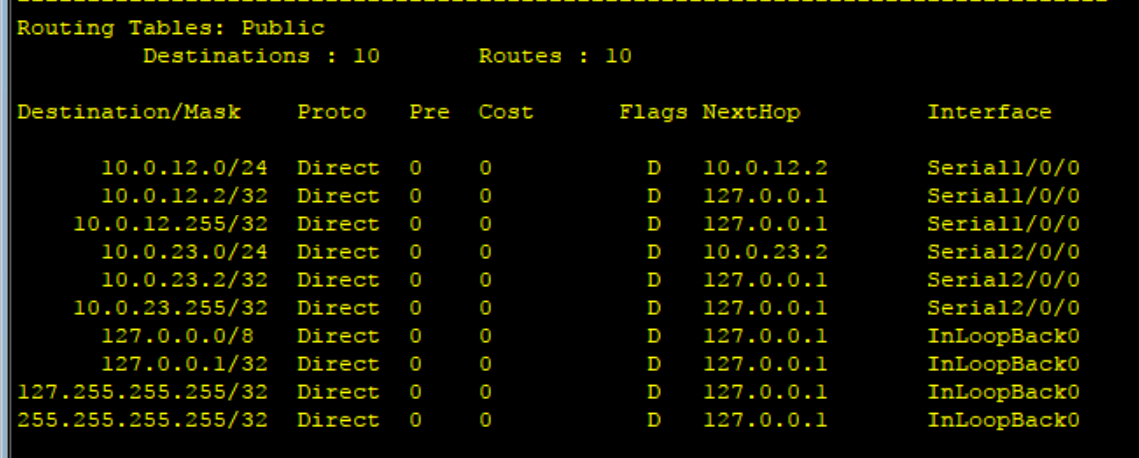 Routing Tables: Public
Destinations : 10 Routes : 10
Destination/Mask Proto Pre Cost Flags NextHop Interface
10.0.12.0/24 Direct 0 0 D 10.0.12.2 Serial1/0/0
10.0.12.2/32 Direct 0 0 D 127.0.0.1 Serial1/0/0
10.0.12.255/32 Direct 0 0 D 127.0.0.1 Serial1/0/0
10.0.23.0/24 Direct 0 0 D 10.0.23.2 Serial2/0/0
10.0.23.2/32 Direct 0 0 D 127.0.0.1 Serial2/0/0
10.0.23.255/32 Direct 0 0 D 127.0.0.1 Serial2/0/0
127.0.0.0/8 Direct 0 0 D 127.0.0.1 InLoopBack0
127.0.0.1/32 Direct 0 0 D 127.0.0.1 InLoopBack0
127.255.255.255/32 Direct 0 0 D 127.0.0.1 InLoopBack0
255.255.255.255/32 Direct 0 0 D 127.0.0.1 InLoopBack0